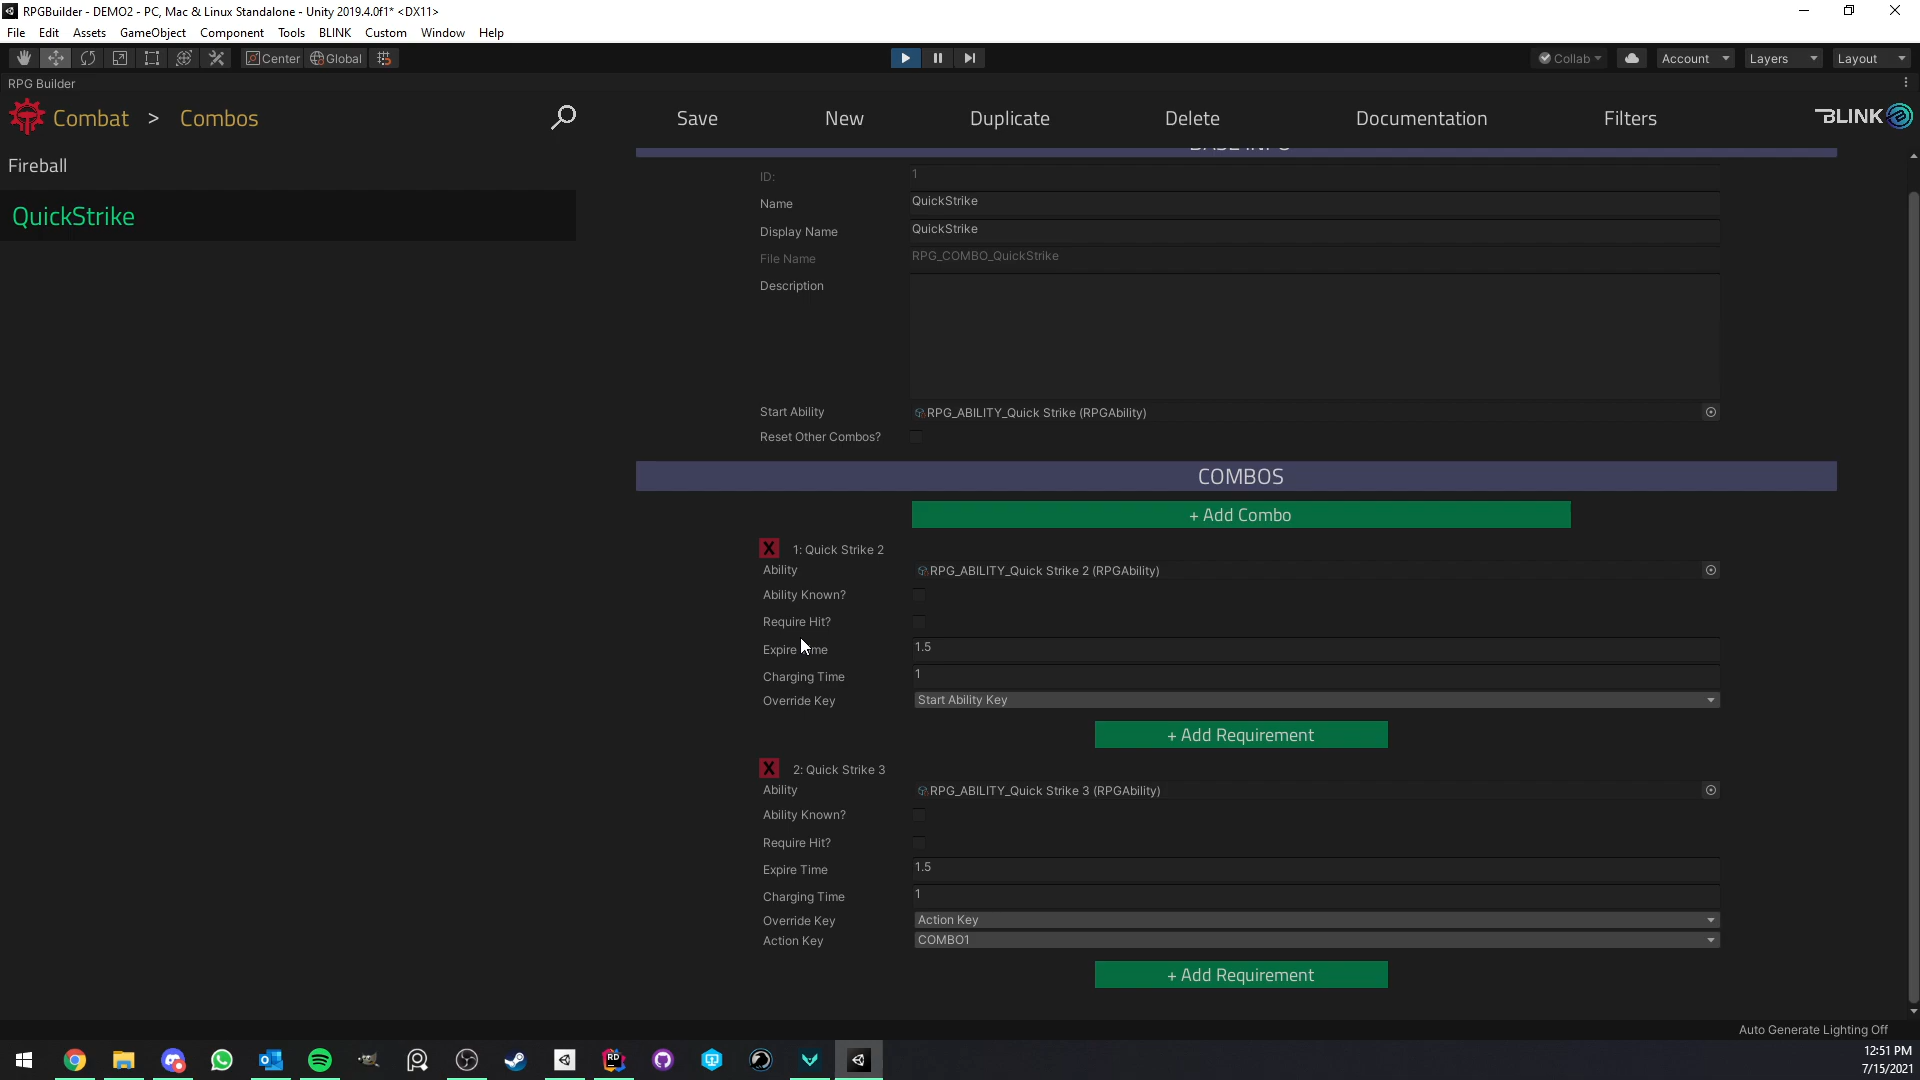 RPGBuilder - DEMO2 - PC, Mac & Linux Standalone - Unity 2019.4.0f1* <DX11>
File Edit Assets GameObject Component Tools BLINK Custom Window Help
Center Global Collab Account Layers Layout
RPG Builder
Combat > Combos Save New Duplicate Delete Documentation Filters BLINK
Fireball
QuickStrike
BASE INFO
ID: 1
Name QuickStrike
Display Name QuickStrike
File Name RPG_COMBO_QuickStrike
Description
Start Ability RPG_ABILITY_Quick Strike (RPGAbility)
Reset Other Combos?
COMBOS
+ Add Combo
X 1: Quick Strike 2
Ability RPG_ABILITY_Quick Strike 2 (RPGAbility)
Ability Known?
Require Hit?
Expire Time 1.5
Charging Time 1
Override Key Start Ability Key
+ Add Requirement
X 2: Quick Strike 3
Ability RPG_ABILITY_Quick Strike 3 (RPGAbility)
Ability Known?
Require Hit?
Expire Time 1.5
Charging Time 1
Override Key Action Key
Action Key COMBO1
+ Add Requirement
Auto Generate Lighting Off
RD
12:51 PM
7/15/2021